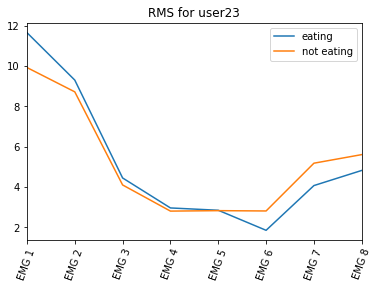 RMS for user23
eating
not eating
12
10
8
6
4
2
EMG 1
EMG 2
EMG 3
EMG 4
EMG 5
EMG 6
EMG 7
EMG 8